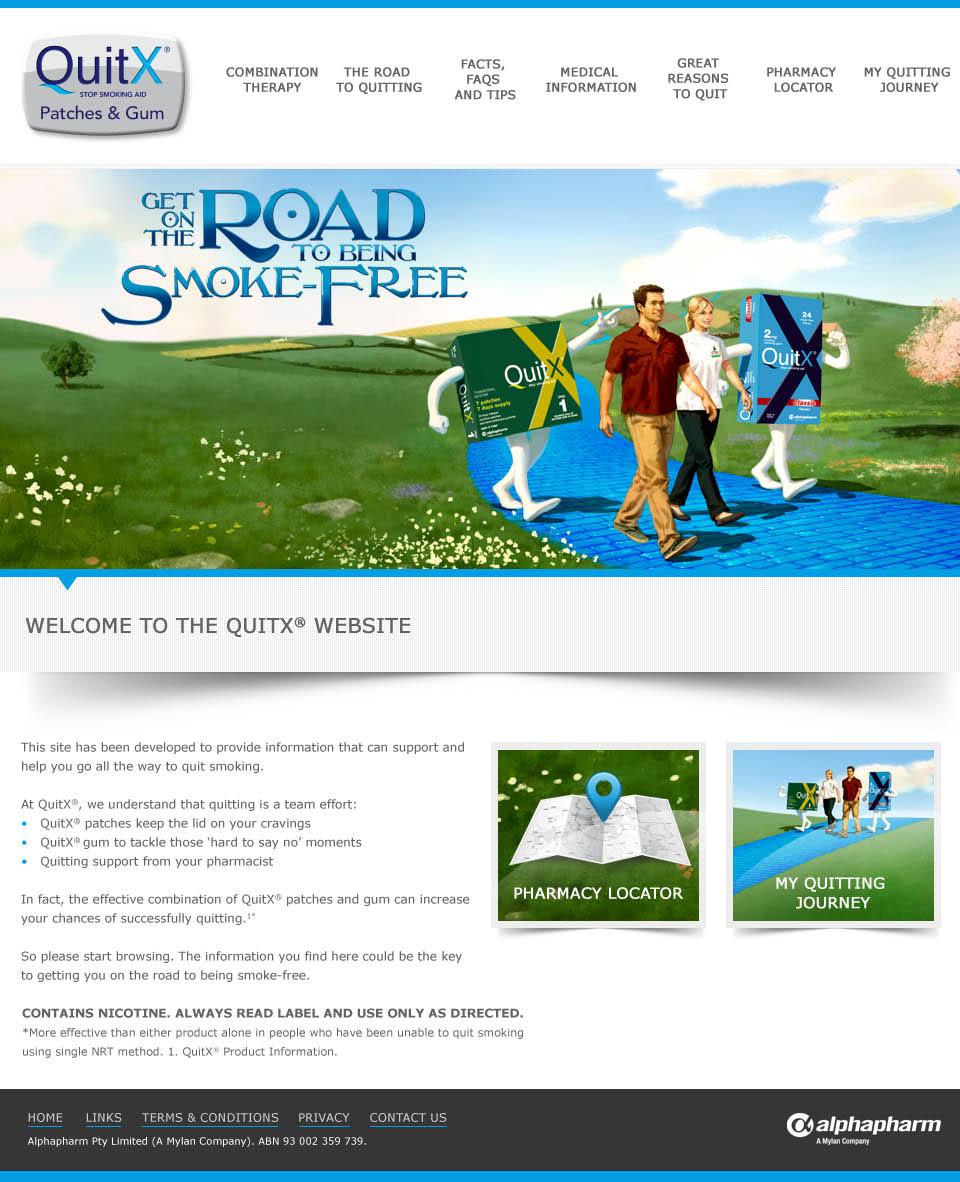 QuitX®
STOP SMOKING AID
Patches & Gum
COMBINATION
THERAPY
THE ROAD
TO QUITTING
FACTS,
FAQS
AND TIPS
MEDICAL
INFORMATION
GREAT
REASONS
TO QUIT
PHARMACY
LOCATOR
MY QUITTING
JOURNEY
GET
ON
THE
ROAD
TO BEING
SMOKE-FREE
QuitX
7 patches
7 days supply
1
alphapharm
QuitX
24
2mg
QuitX
Classic
alphapharm
WELCOME TO THE QUITX® WEBSITE
This site has been developed to provide information that can support and
help you go all the way to quit smoking.
At QuitX®, we understand that quitting is a team effort:
• QuitX® patches keep the lid on your cravings
• QuitX® gum to tackle those ‘hard to say no’ moments
• Quitting support from your pharmacist
In fact, the effective combination of QuitX® patches and gum can increase
your chances of successfully quitting.1*
So please start browsing. The information you find here could be the key
to getting you on the road to being smoke-free.
PHARMACY LOCATOR
MY QUITTING
JOURNEY
CONTAINS NICOTINE. ALWAYS READ LABEL AND USE ONLY AS DIRECTED.
*More effective than either product alone in people who have been unable to quit smoking
using single NRT method. 1. QuitX® Product Information.
HOME LINKS TERMS & CONDITIONS PRIVACY CONTACT US
Alphapharm Pty Limited (A Mylan Company). ABN 93 002 359 739.
alphapharm
A Mylan Company